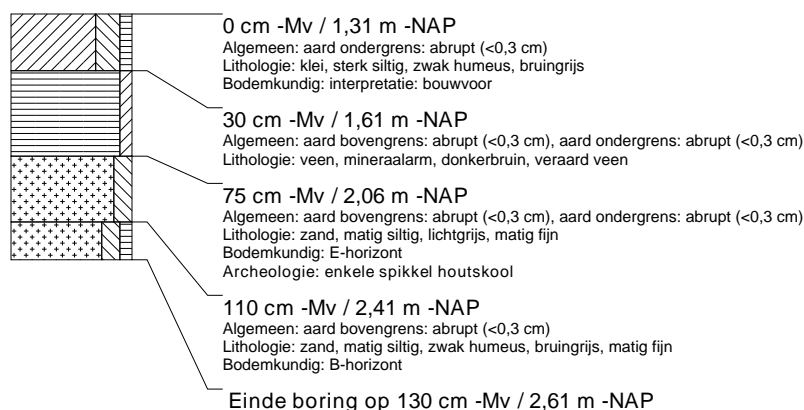 0 cm -Mv / 1,31 m -NAP
Algemeen: aard ondergrens: abrupt (<0,3 cm)
Lithologie: klei, sterk siltig, zwak humeus, bruingrijs
Bodemkundig: interpretatie: bouwvoor
30 cm -Mv / 1,61 m -NAP
Algemeen: aard bovengrens: abrupt (<0,3 cm), aard ondergrens: abrupt (<0,3 cm)
Lithologie: veen, mineraalarm, donkerbruin, veraard veen
75 cm -Mv / 2,06 m -NAP
Algemeen: aard bovengrens: abrupt (<0,3 cm), aard ondergrens: abrupt (<0,3 cm)
Lithologie: zand, matig siltig, lichtgrijs, matig fijn
Bodemkundig: E-horizont
Archeologie: enkele spikkel houtskool
110 cm -Mv / 2,41 m -NAP
Algemeen: aard bovengrens: abrupt (<0,3 cm)
Lithologie: zand, matig siltig, zwak humeus, bruingrijs, matig fijn
Bodemkundig: B-horizont
Einde boring op 130 cm -Mv / 2,61 m -NAP